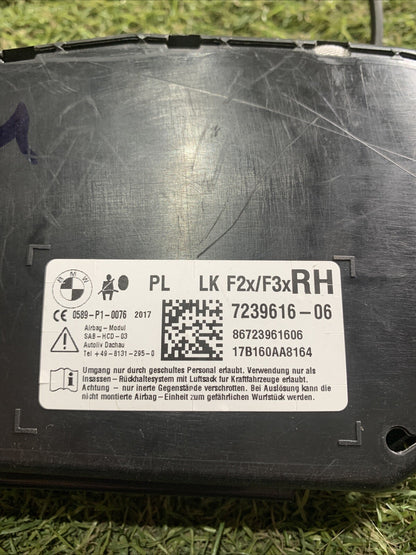 BMW
PL LK F2x/F3x RH
CE 0589-P1-0076 2017
7239616-06
Airbag-Modul
SAB-HCD-03
Autoliv Dachau
Tel +49-8131-295-0
86723961606
17B160AA8164
Umgang nur durch geschultes Personal erlaubt. Verwendung nur als
Insassen - Rückhaltesystem mit Luftsack für Kraftfahrzeuge erlaubt.
Achtung - nur inerte Gegenstände verschrotten. Bei Auslösung kann die
nicht montierte Airbag-Einheit zum gefährlichen Wurfstück werden.